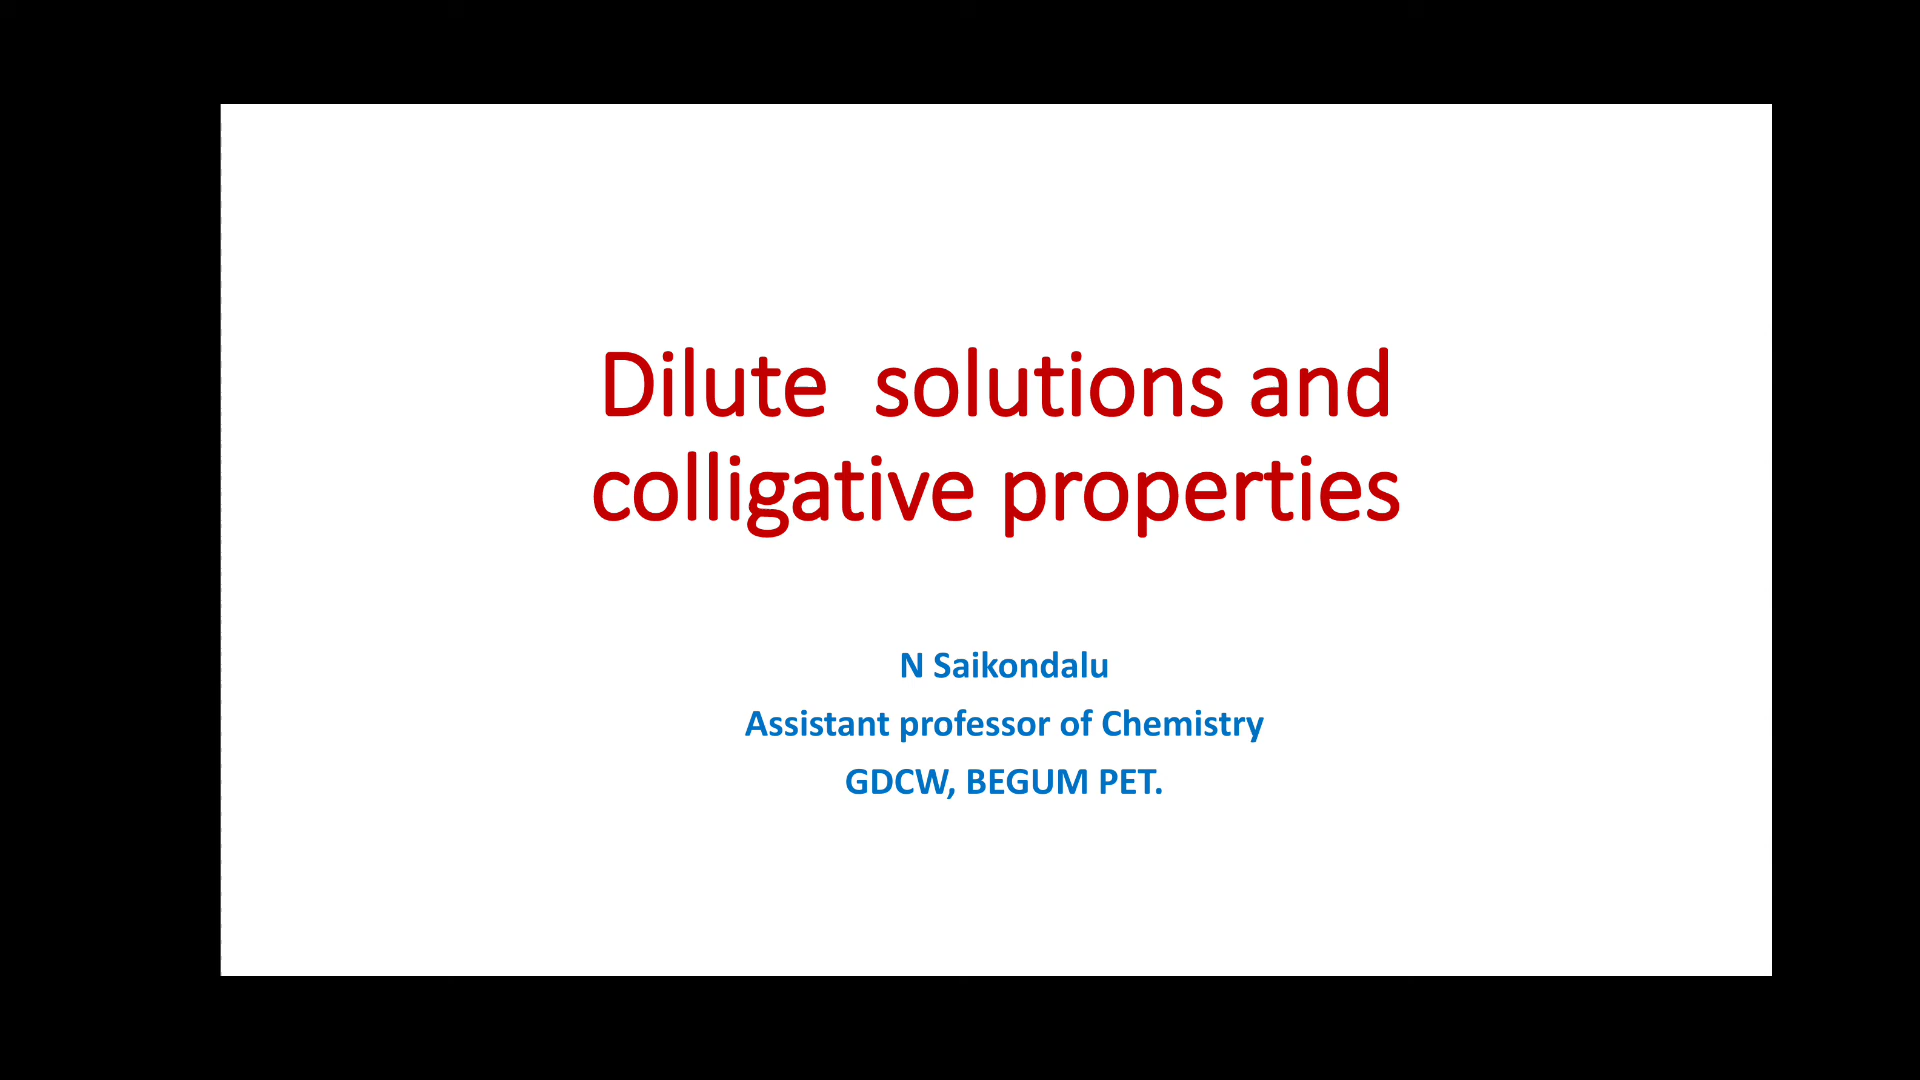 Dilute  solutions and
colligative properties
N Saikondalu
Assistant professor of Chemistry
GDCW, BEGUM PET.